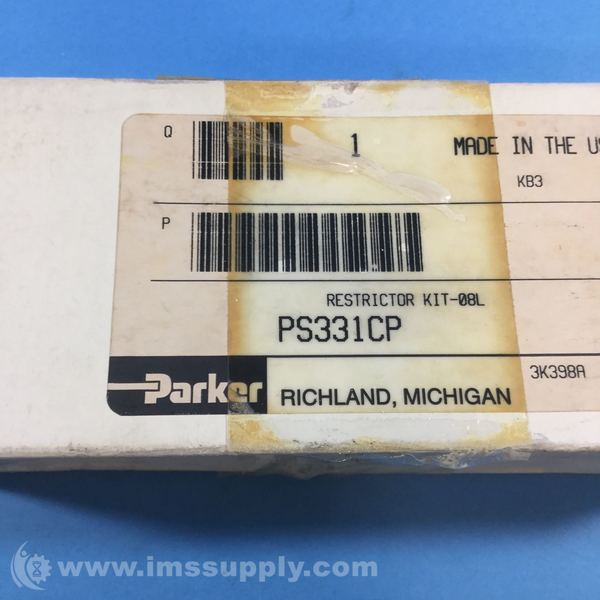 Q 1 MADE IN THE US
KB3
P
RESTRICTOR KIT-08L
PS331CP
3K398A
Parker RICHLAND, MICHIGAN
www.imssupply.com